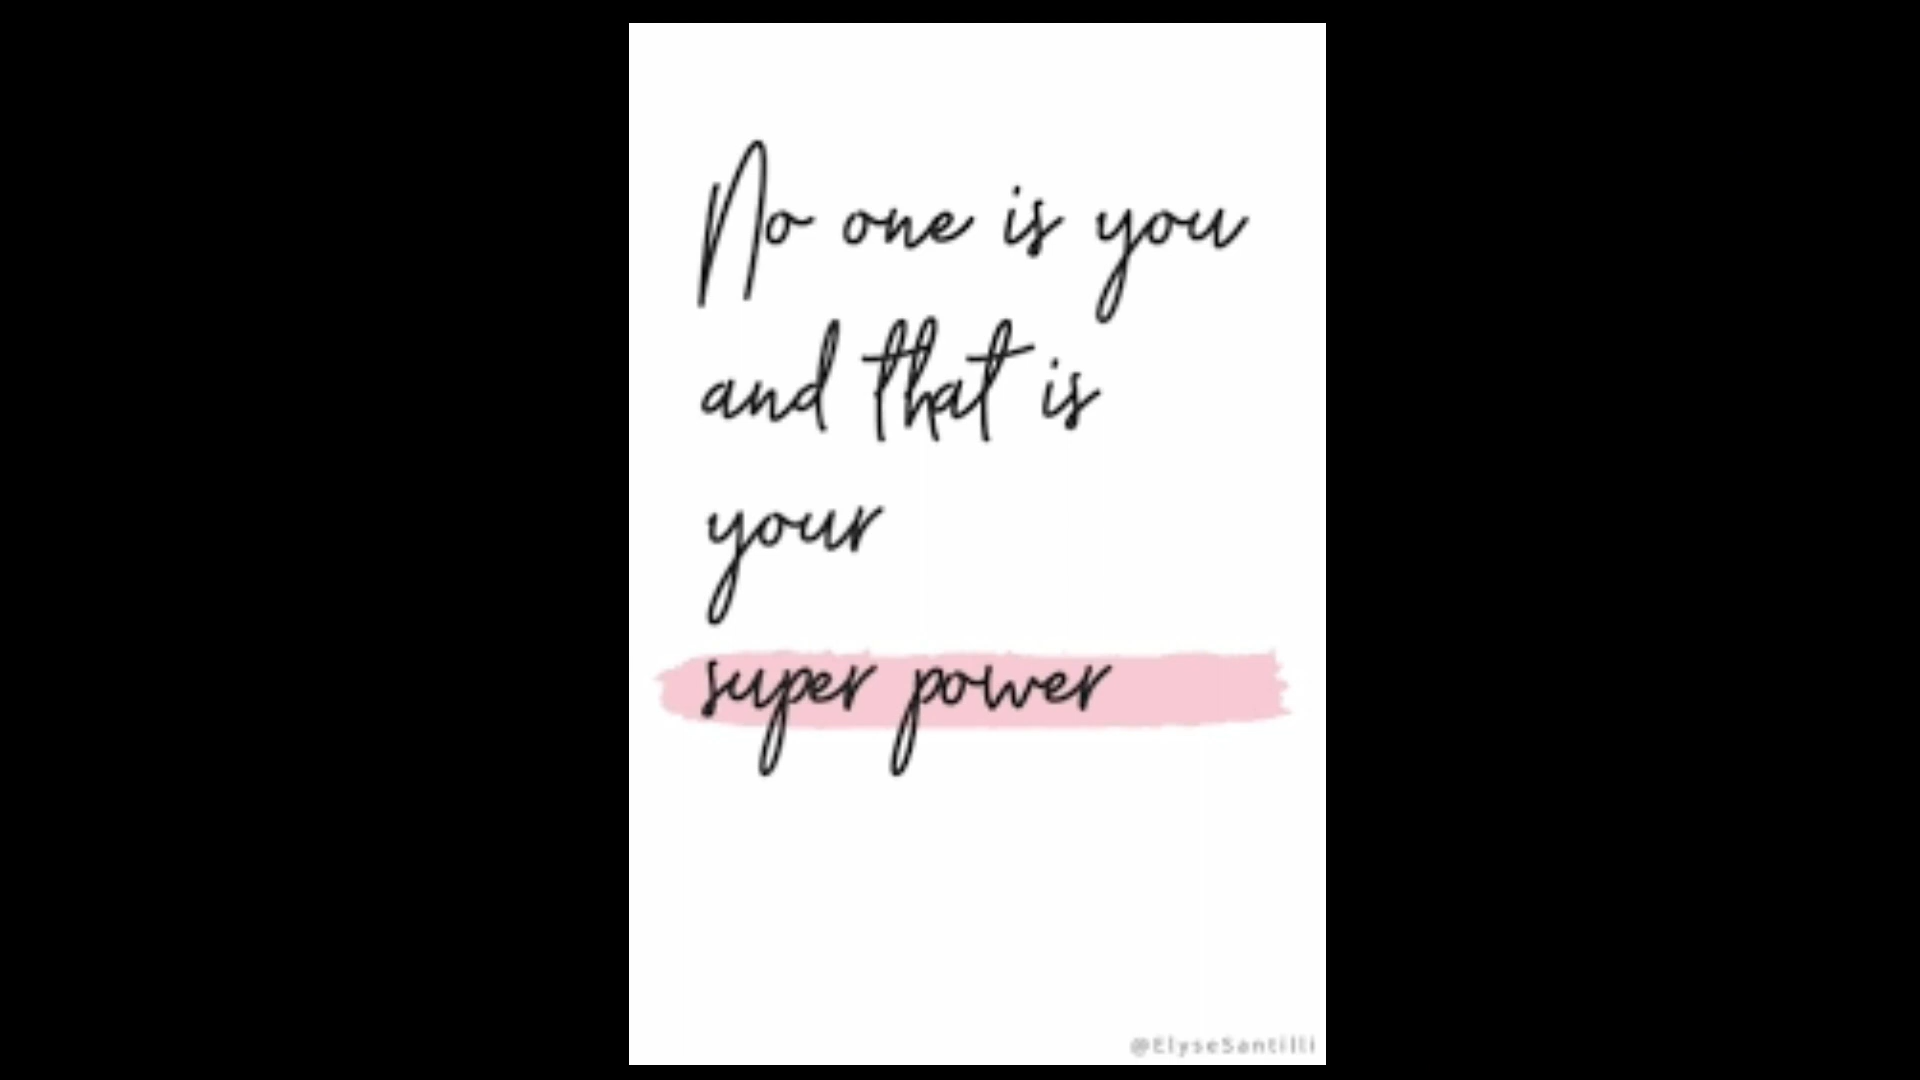 No one is you
and that is
your
super power
@ElyseSantilli